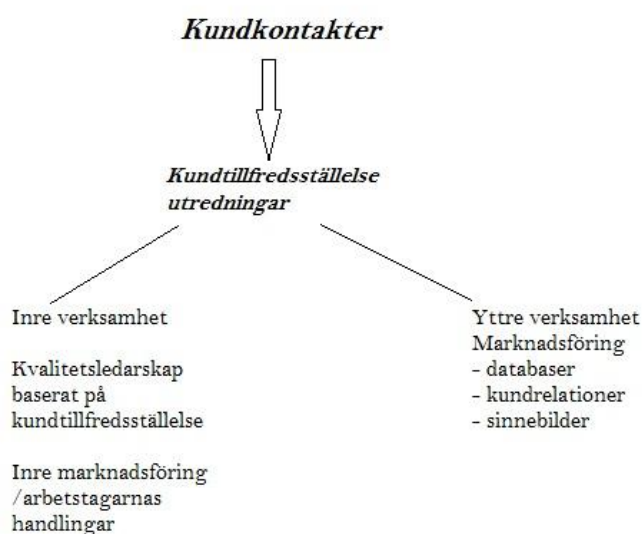 Kundkontakter
Kundtillfredsställelse
utredningar
Inre verksamhet
Kvalitetsledarskap
baserat på
kundtillfredsställelse
Inre marknadsföring
/arbetstagarnas
handlingar
Yttre verksamhet
Marknadsföring
- databaser
- kundrelationer
- sinnebilder